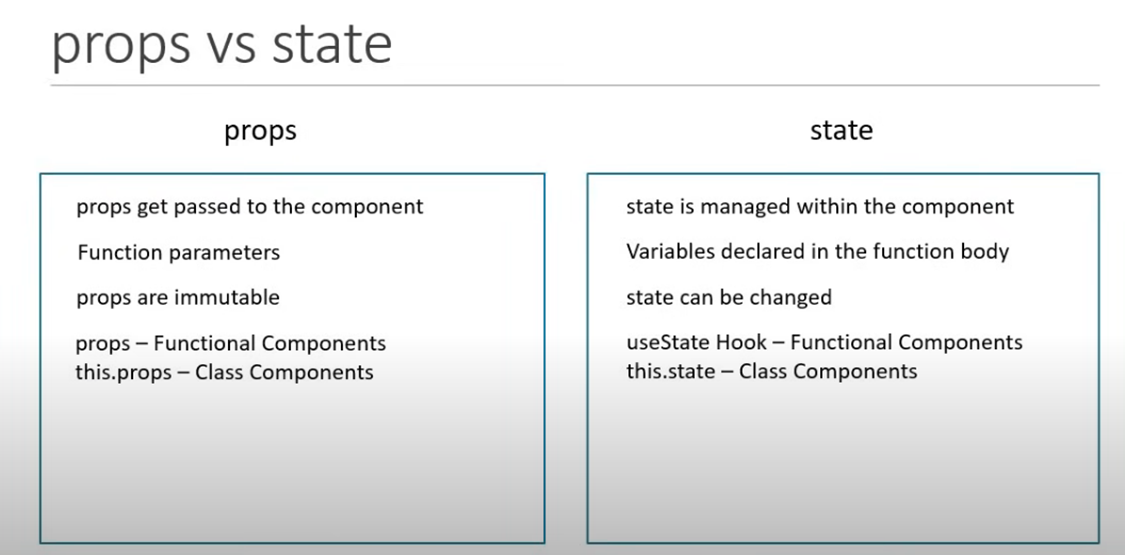 props vs state
props
props get passed to the component
Function parameters
props are immutable
props – Functional Components
this.props – Class Components
state
state is managed within the component
Variables declared in the function body
state can be changed
useState Hook – Functional Components
this.state – Class Components